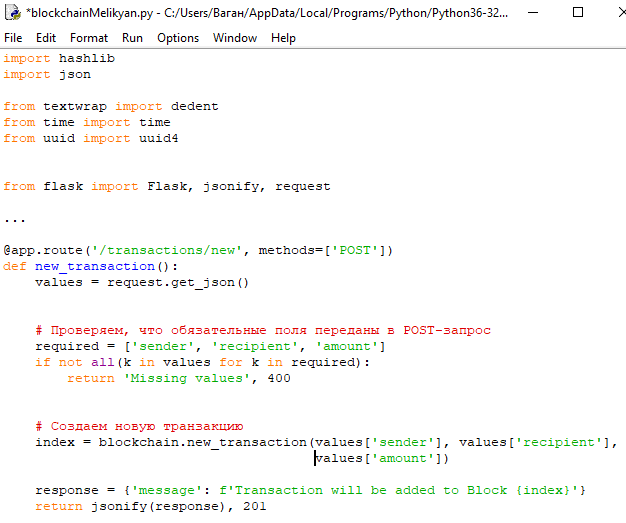 *blockchainMelikyan.py - C:/Users/Ваган/AppData/Local/Programs/Python/Python36-32...
File Edit Format Run Options Window Help
import hashlib
import json
from textwrap import dedent
from time import time
from uuid import uuid4
from flask import Flask, jsonify, request
...
@app.route('/transactions/new', methods=['POST'])
def new_transaction():
    values = request.get_json()
    # Проверяем, что обязательные поля переданы в POST-запрос
    required = ['sender', 'recipient', 'amount']
    if not all(k in values for k in required):
        return 'Missing values', 400
    # Создаем новую транзакцию
    index = blockchain.new_transaction(values['sender'], values['recipient'],
                                       values['amount'])
    response = {'message': f'Transaction will be added to Block {index}'}
    return jsonify(response), 201